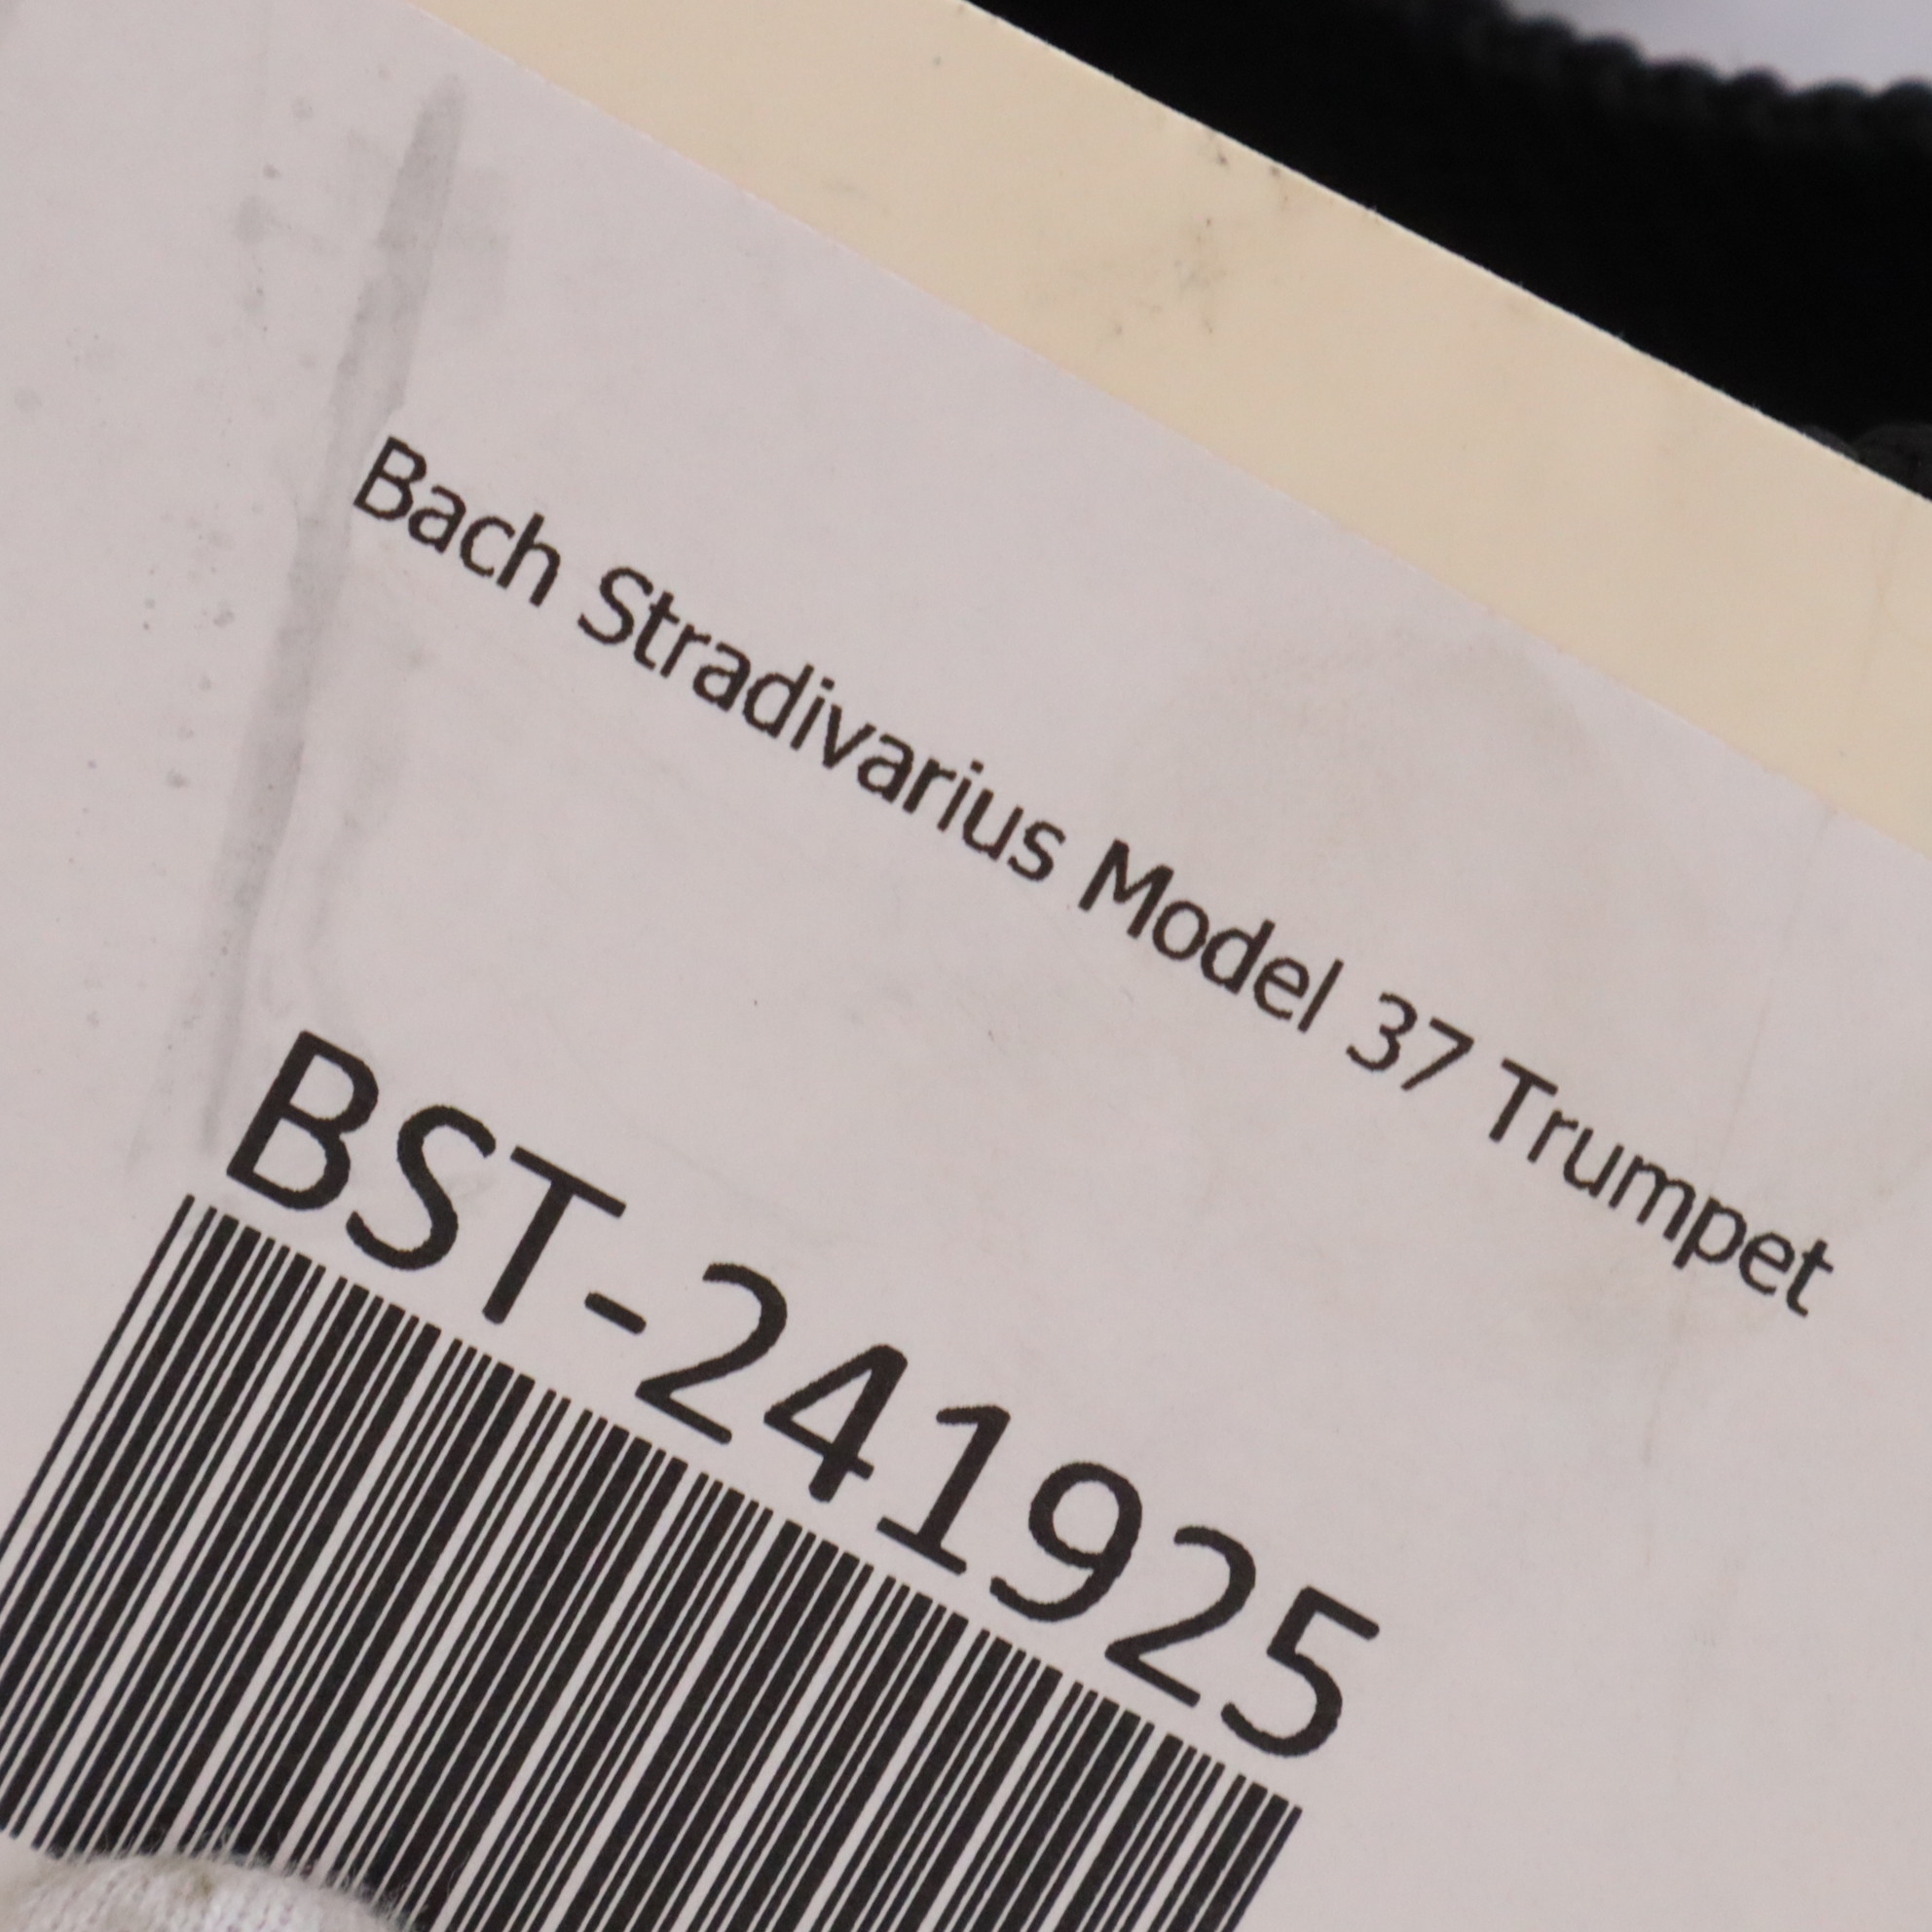 Bach Stradivarius Model 37 Trumpet
BST-241925